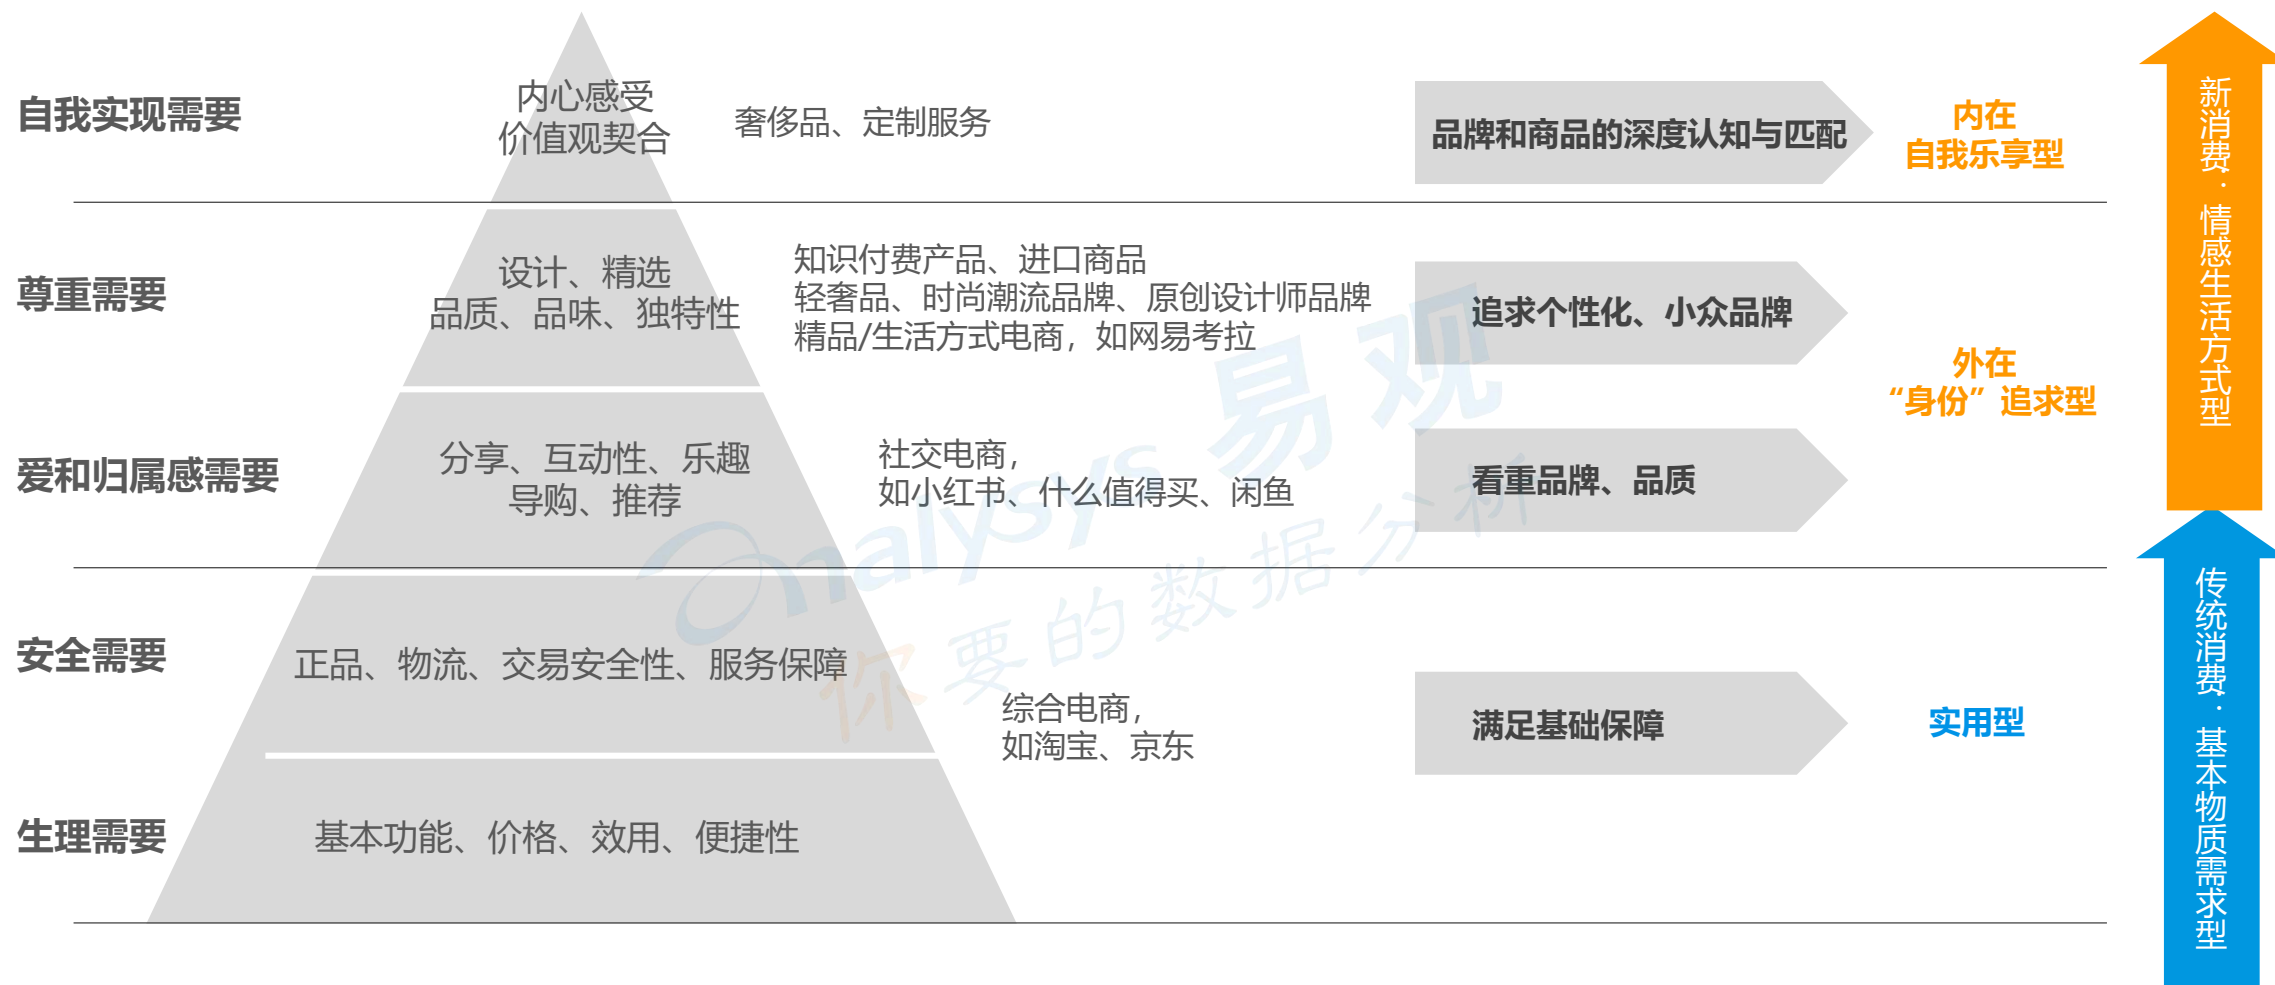 自我实现需要
内心感受
价值观契合
奢侈品、定制服务
品牌和商品的深度认知与匹配
内在
自我乐享型
尊重需要
设计、精选
品质、品味、独特性
知识付费产品、进口商品
轻奢品、时尚潮流品牌、原创设计师品牌
精品/生活方式电商，如网易考拉
追求个性化、小众品牌
外在
“身份”追求型
爱和归属感需要
分享、互动性、乐趣
导购、推荐
社交电商，
如小红书、什么值得买、闲鱼
看重品牌、品质
新消费：情感生活方式型
安全需要
正品、物流、交易安全性、服务保障
综合电商，
如淘宝、京东
满足基础保障
实用型
生理需要
基本功能、价格、效用、便捷性
传统消费：基本物质需求型
analysys 易观
你要的数据分析